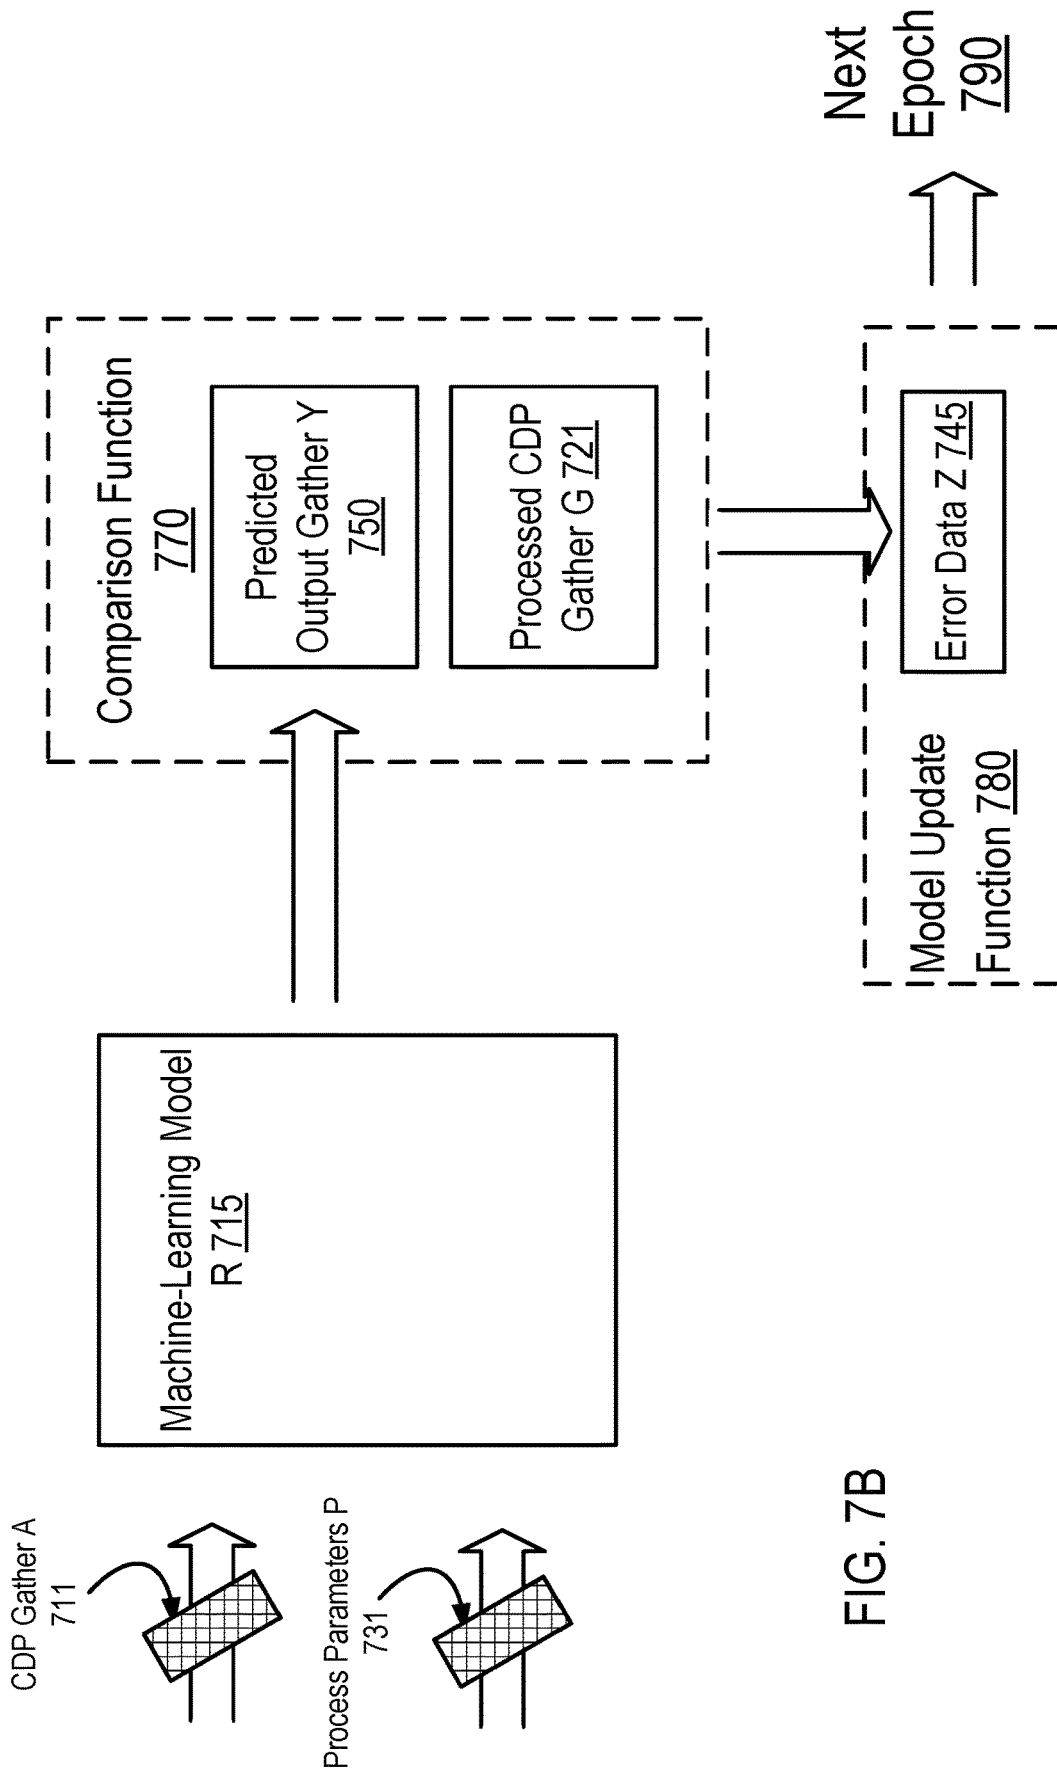 CDP Gather A
711
Process Parameters P
731
Machine-Learning Model
R 715
Comparison Function
770
Predicted
Output Gather Y
750
Processed CDP
Gather G 721
Model Update
Function 780
Error Data Z 745
Next
Epoch
790
FIG. 7B